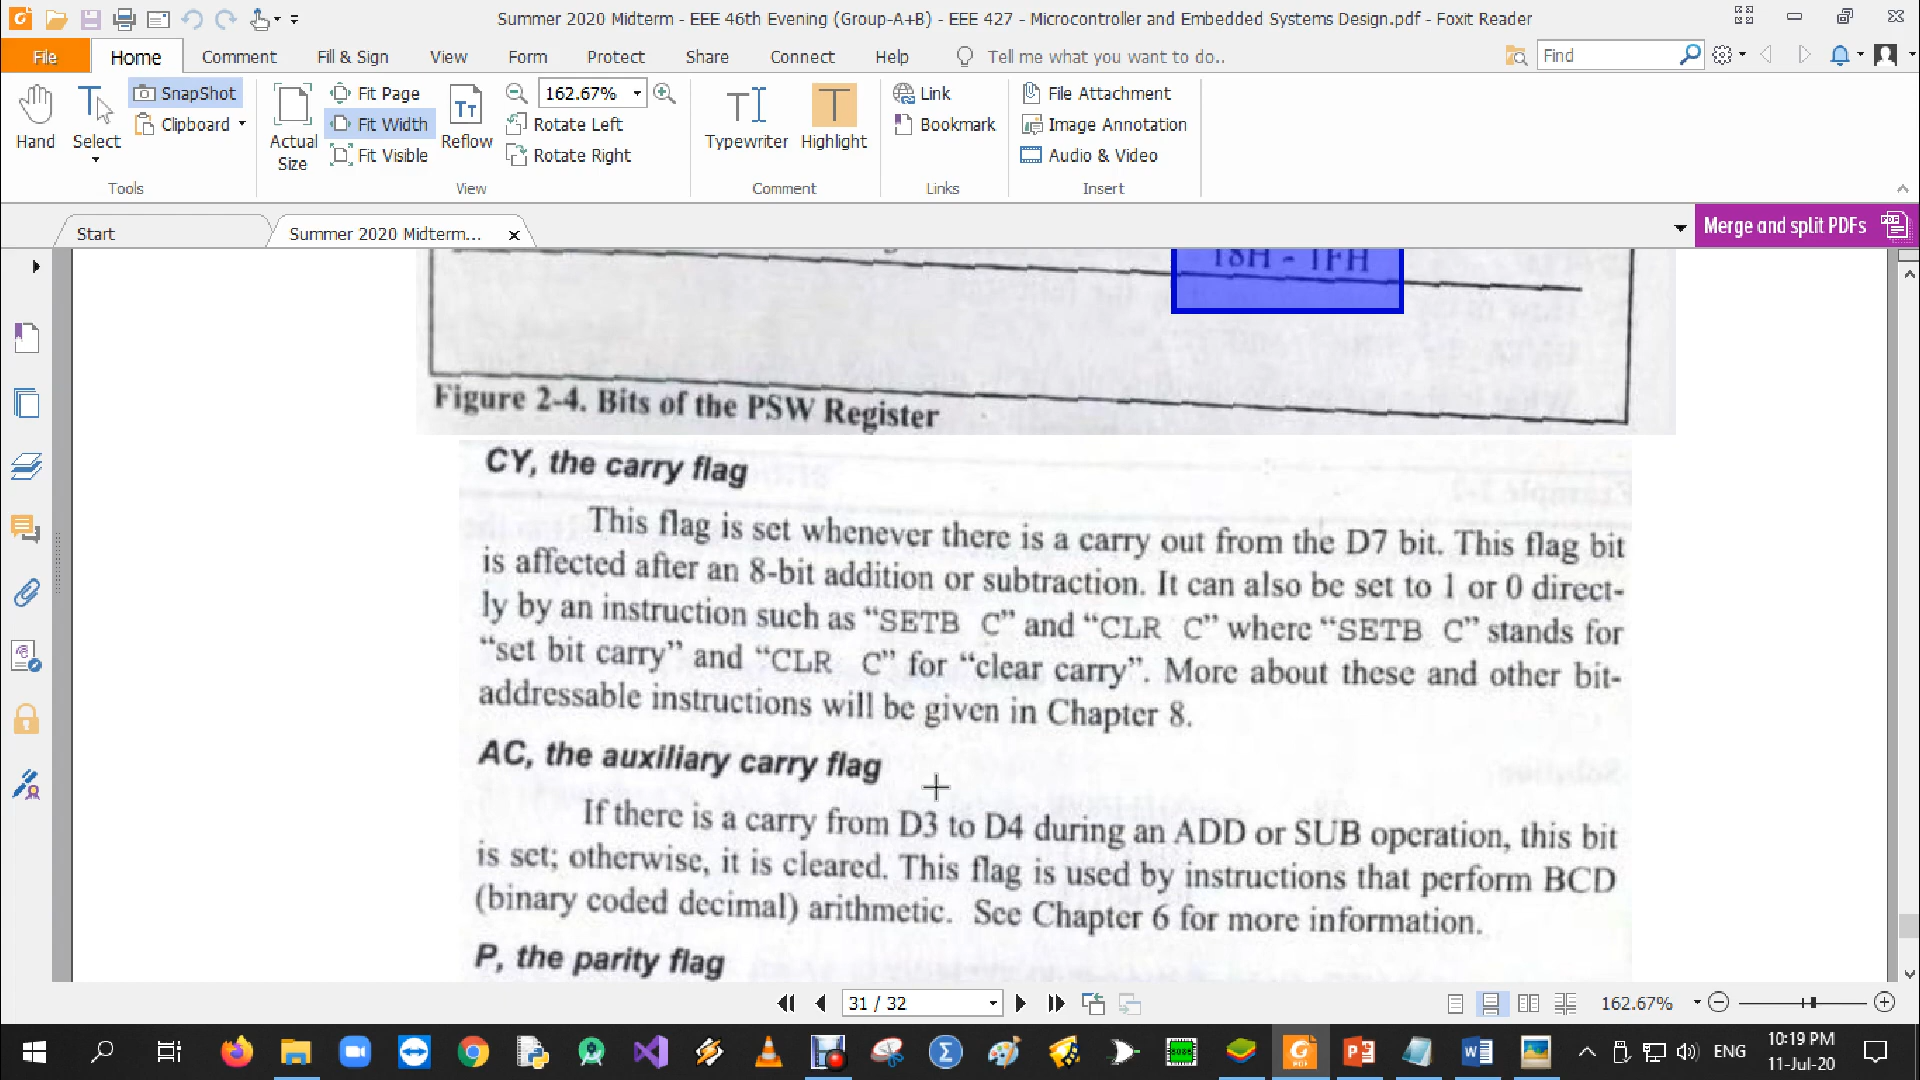 Summer 2020 Midterm - EEE 46th Evening (Group-A+B) - EEE 427 - Microcontroller and Embedded Systems Design.pdf - Foxit Reader
File Home Comment Fill & Sign View Form Protect Share Connect Help Tell me what you want to do.. Find
SnapShot Fit Page 162.67% Link File Attachment
Clipboard Fit Width Rotate Left Bookmark Image Annotation
Hand Select Actual Size Reflow Typewriter Highlight
Fit Visible Rotate Right Audio & Video
Tools View Comment Links Insert
Start Summer 2020 Midterm... Merge and split PDFs
18H - 1FH
Figure 2-4. Bits of the PSW Register
CY, the carry flag
This flag is set whenever there is a carry out from the D7 bit. This flag bit
is affected after an 8-bit addition or subtraction. It can also be set to 1 or 0 direct-
ly by an instruction such as “SETB C” and “CLR C” where “SETB C” stands for
“set bit carry” and “CLR C” for “clear carry”. More about these and other bit-
addressable instructions will be given in Chapter 8.
AC, the auxiliary carry flag
If there is a carry from D3 to D4 during an ADD or SUB operation, this bit
is set; otherwise, it is cleared. This flag is used by instructions that perform BCD
(binary coded decimal) arithmetic. See Chapter 6 for more information.
P, the parity flag
31 / 32 162.67%
ENG 10:19 PM
11-Jul-20